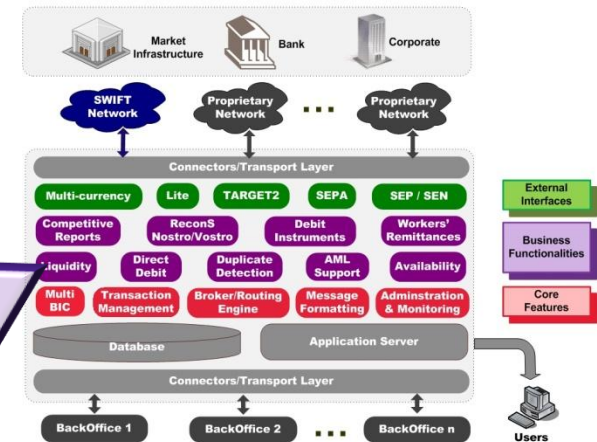 Market
Infrastructure
Bank
Corporate
SWIFT
Network
Proprietary
Network
Proprietary
Network
Connectors/Transport Layer
Multi-currency
Lite
TARGET2
SEPA
SEP / SEN
External
Interfaces
Competitive
Reports
ReconS
Nostro/Vostro
Debit
Instruments
Workers'
Remittances
Business
Functionalities
Liquidity
Direct
Debit
Duplicate
Detection
AML
Support
Availability
Multi
BIC
Transaction
Management
Broker/Routing
Engine
Message
Formatting
Adminstration
& Monitoring
Core
Features
Database
Application Server
Connectors/Transport Layer
BackOffice 1
BackOffice 2
BackOffice n
Users